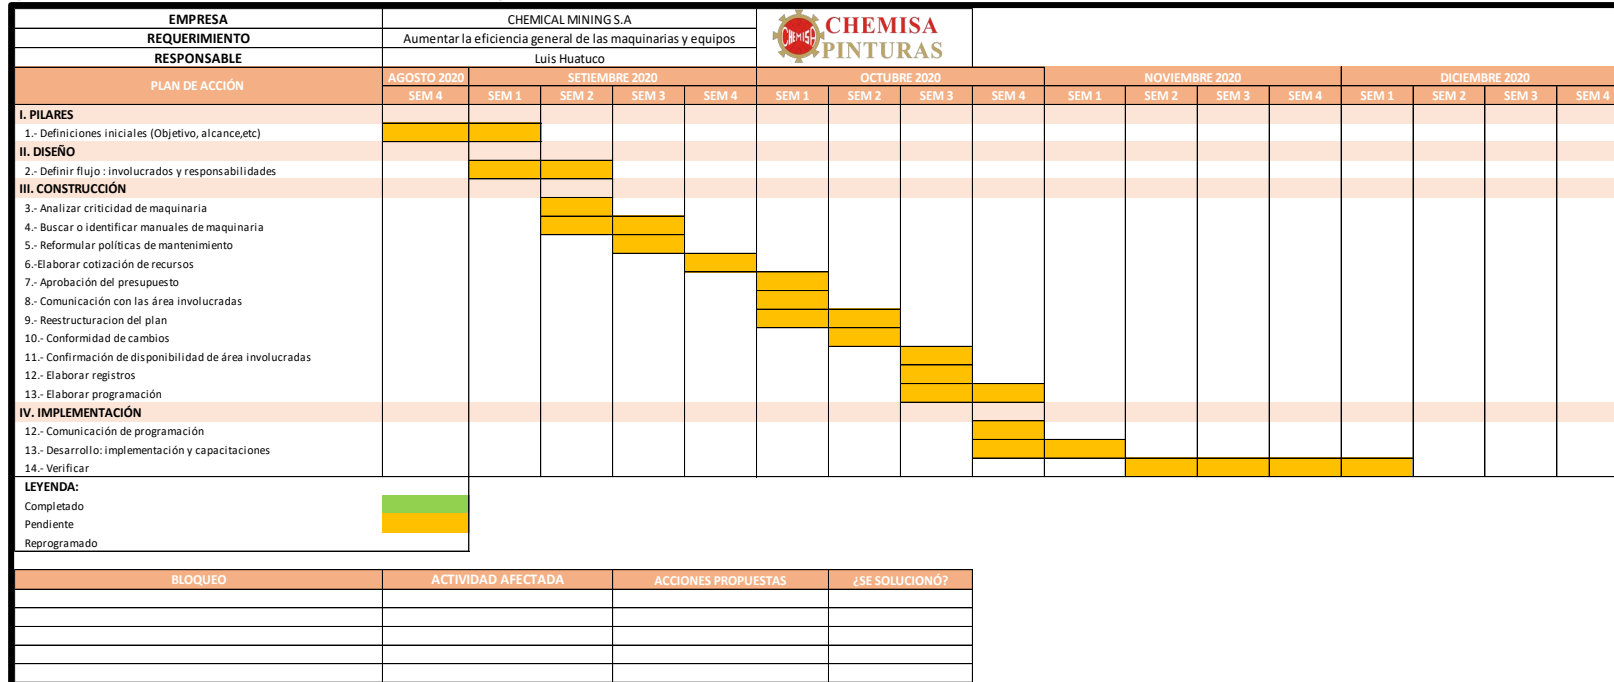 EMPRESA CHEMICAL MINING S.A
REQUERIMIENTO Aumentar la eficiencia general de las maquinarias y equipos
RESPONSABLE Luis Huatuco
CHEMISA
CHEMISA
PINTURAS
PLAN DE ACCIÓN AGOSTO 2020 SETIEMBRE 2020 OCTUBRE 2020 NOVIEMBRE 2020 DICIEMBRE 2020
SEM 4 SEM 1 SEM 2 SEM 3 SEM 4 SEM 1 SEM 2 SEM 3 SEM 4 SEM 1 SEM 2 SEM 3 SEM 4 SEM 1 SEM 2 SEM 3 SEM 4
I. PILARES
1.- Definiciones iniciales (Objetivo, alcance,etc)
II. DISEÑO
2.- Definir flujo : involucrados y responsabilidades
III. CONSTRUCCIÓN
3.- Analizar criticidad de maquinaria
4.- Buscar o identificar manuales de maquinaria
5.- Reformular políticas de mantenimiento
6.-Elaborar cotización de recursos
7.- Aprobación del presupuesto
8.- Comunicación con las área involucradas
9.- Reestructuracion del plan
10.- Conformidad de cambios
11.- Confirmación de disponibilidad de área involucradas
12.- Elaborar registros
13.- Elaborar programación
IV. IMPLEMENTACIÓN
12.- Comunicación de programación
13.- Desarrollo: implementación y capacitaciones
14.- Verificar
LEYENDA:
Completado
Pendiente
Reprogramado
BLOQUEO ACTIVIDAD AFECTADA ACCIONES PROPUESTAS ¿SE SOLUCIONÓ?